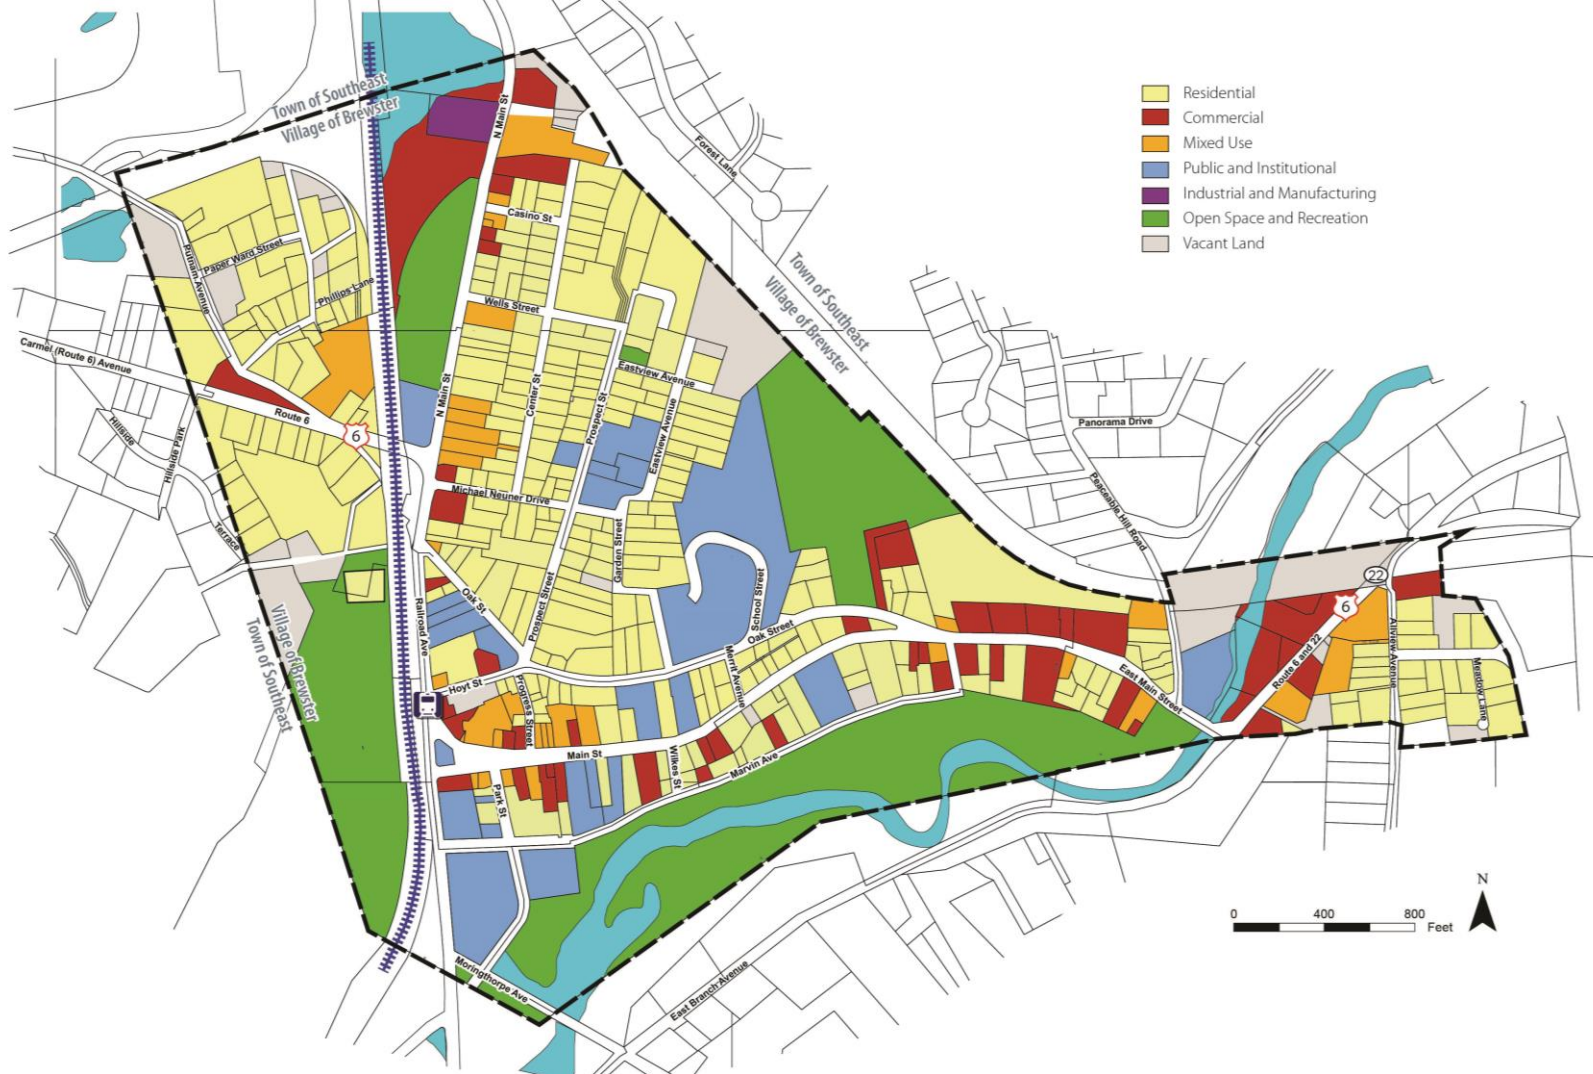 Town of Southeast
Village of Brewster
N Main St
Forest Lane
Residential
Commercial
Mixed Use
Public and Institutional
Industrial and Manufacturing
Open Space and Recreation
Vacant Land
Casino St
Putnam Avenue
Paper Ward Street
Phillips Lane
Town of Southeast
Village of Brewster
Wells Street
Carmel (Route 6) Avenue
Route 6
6
Hillside
Hillside Park
Terrace
N Main St
Center St
Prospect St
Eastview Avenue
Eastview Avenue
Michael Neuner Drive
Garden Street
Panorama Drive
Peaceable Hill Road
Railroad Ave
Oak St
Prospect Street
School Street
Oak Street
Village of Brewster
Town of Southeast
Hoyt St
Progress Street
Merrit Avenue
Main St
Wilkes St
Marvin Ave
Park St
East Main Street
22
6
Route 6 and 22
Allview Avenue
Meadow Lane
Moringthorpe Ave
East Branch Avenue
N
0 400 800
Feet